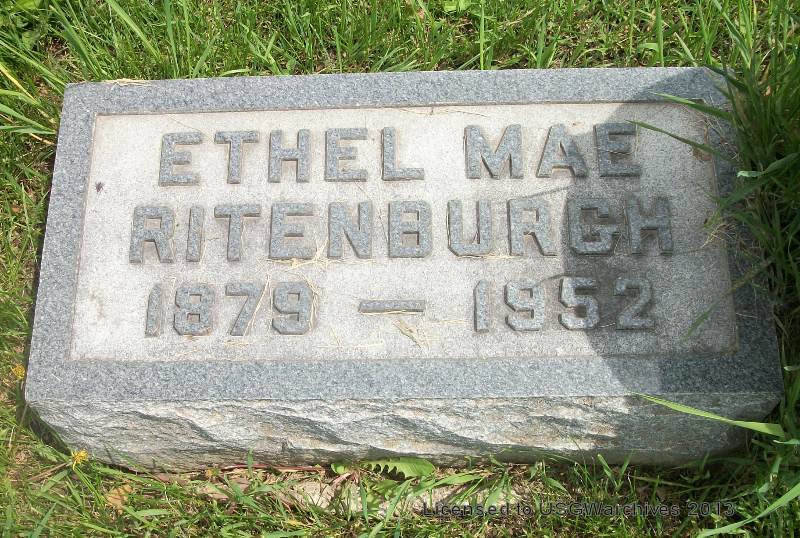 ETHEL MAE
RITENBURGH
1879 — 1952
Licensed to USGWarchives 2013